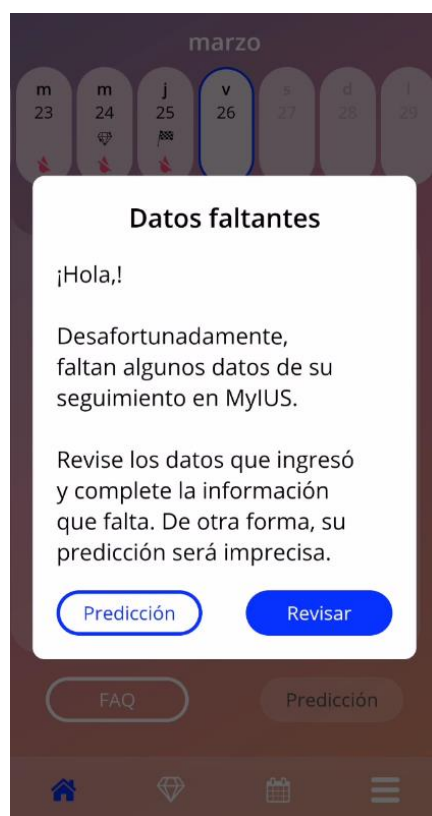 marzo
m m j v s d l
23 24 25 26 27 28 29
Datos faltantes
¡Hola,!
Desafortunadamente,
faltan algunos datos de su
seguimiento en MyIUS.
Revise los datos que ingresó
y complete la información
que falta. De otra forma, su
predicción será imprecisa.
Predicción Revisar
FAQ Predicción